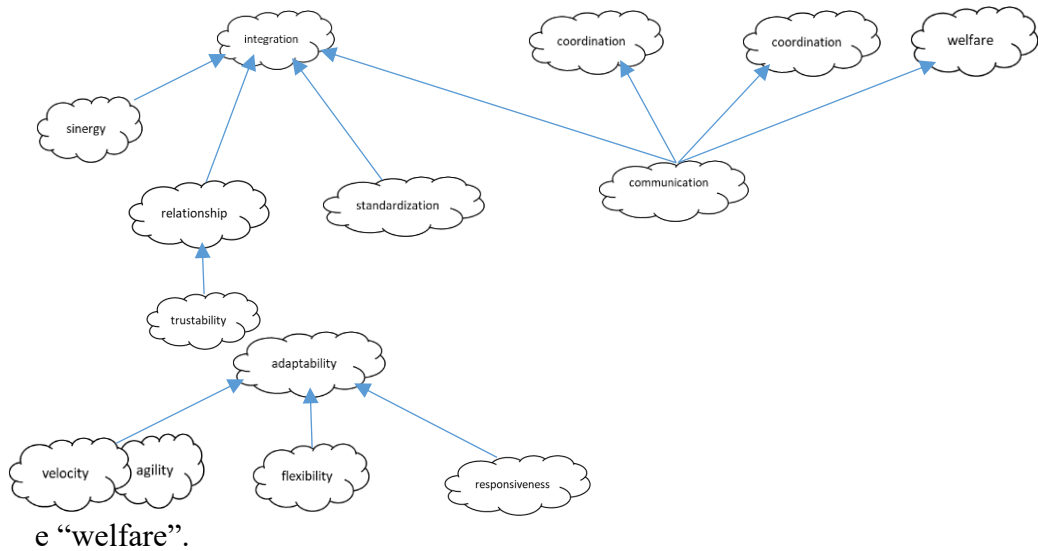 integration
coordination
coordination
welfare
sinergy
communication
relationship
standardization
trustability
adaptability
velocity
agility
flexibility
responsiveness
e “welfare”.